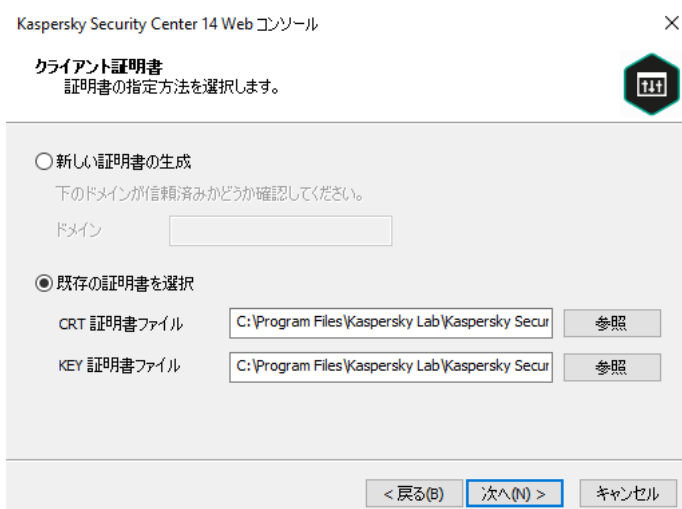 Kaspersky Security Center 14 Web コンソール
クライアント証明書
証明書の指定方法を選択します。
新しい証明書の生成
下のドメインが信頼済みかどうか確認してください。
ドメイン
既存の証明書を選択
CRT 証明書ファイル C:\Program Files\Kaspersky Lab\Kaspersky Secur 参照
KEY 証明書ファイル C:\Program Files\Kaspersky Lab\Kaspersky Secur 参照
< 戻る(B) 次へ(N) > キャンセル